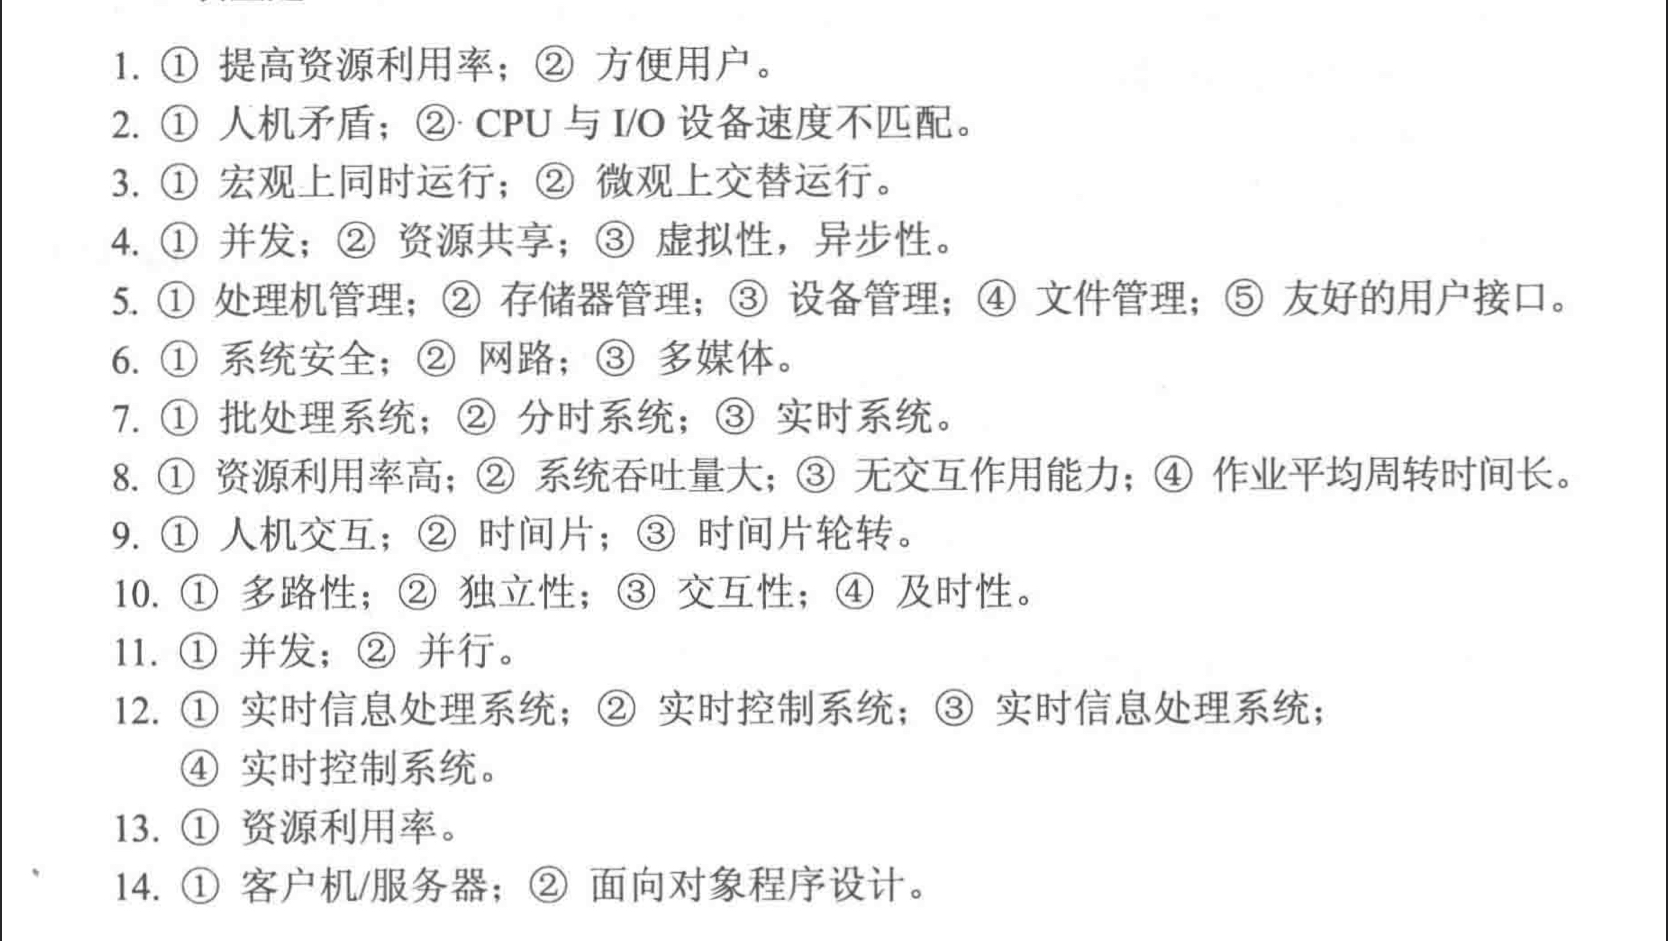 1. ① 提高资源利用率；② 方便用户。
2. ① 人机矛盾；② CPU 与 I/O 设备速度不匹配。
3. ① 宏观上同时运行；② 微观上交替运行。
4. ① 并发；② 资源共享；③ 虚拟性，异步性。
5. ① 处理机管理；② 存储器管理；③ 设备管理；④ 文件管理；⑤ 友好的用户接口。
6. ① 系统安全；② 网路；③ 多媒体。
7. ① 批处理系统；② 分时系统；③ 实时系统。
8. ① 资源利用率高；② 系统吞吐量大；③ 无交互作用能力；④ 作业平均周转时间长。
9. ① 人机交互；② 时间片；③ 时间片轮转。
10. ① 多路性；② 独立性；③ 交互性；④ 及时性。
11. ① 并发；② 并行。
12. ① 实时信息处理系统；② 实时控制系统；③ 实时信息处理系统；
④ 实时控制系统。
13. ① 资源利用率。
14. ① 客户机/服务器；② 面向对象程序设计。